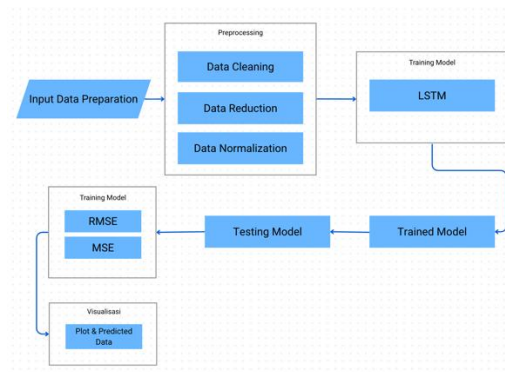 Preprocessing
Input Data Preparation
Data Cleaning
Data Reduction
Data Normalization
Training Model
LSTM
Trained Model
Testing Model
Training Model
RMSE
MSE
Visualisasi
Plot & Predicted
Data